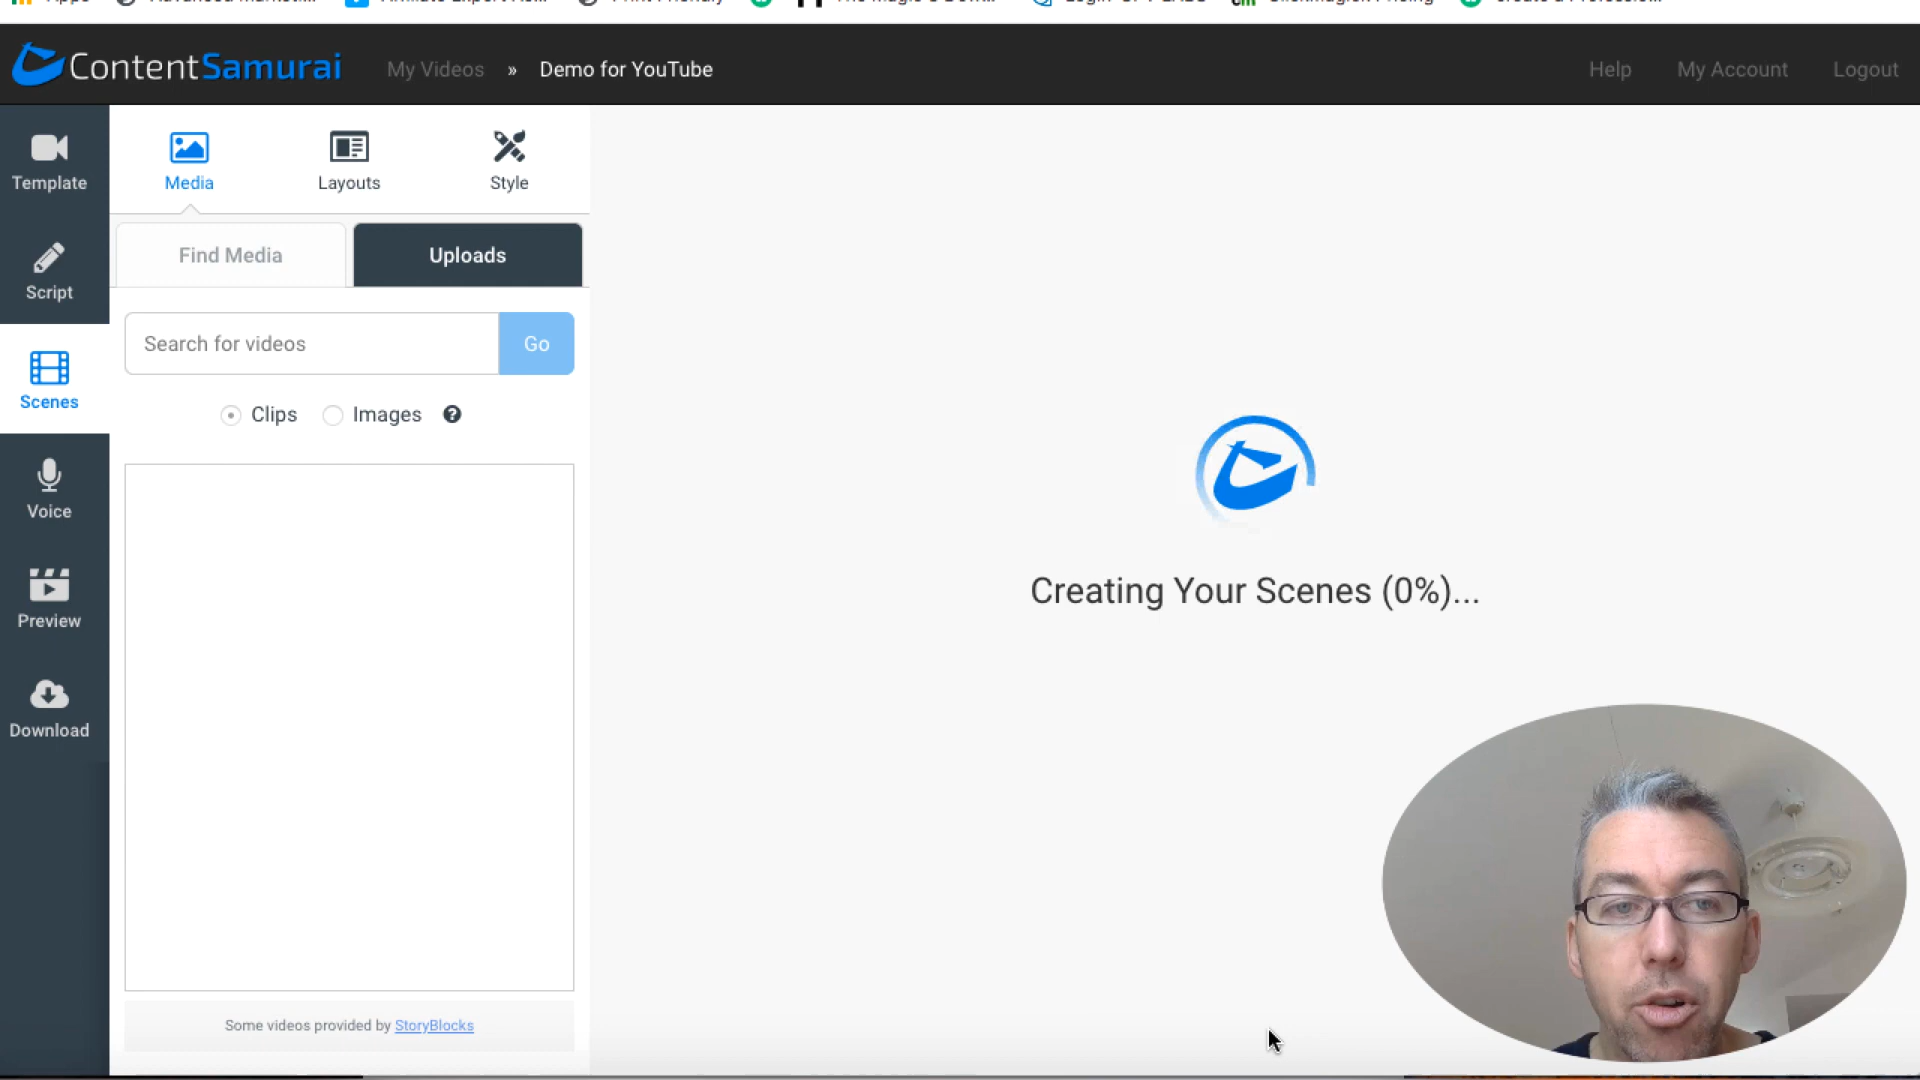 ContentSamurai My Videos » Demo for YouTube Help My Account Logout
Template
Script
Scenes
Voice
Preview
Download
Media Layouts Style
Find Media Uploads
Search for videos Go
Clips Images ?
Creating Your Scenes (0%)...
Some videos provided by StoryBlocks